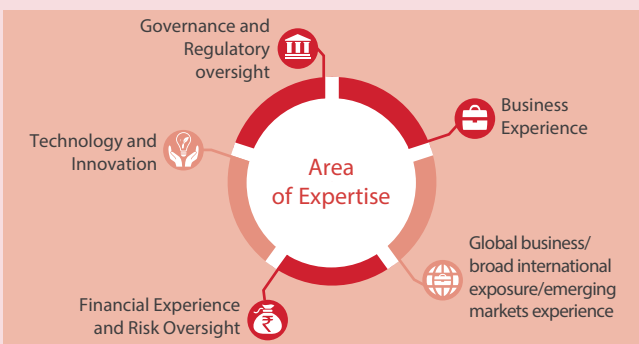 Governance and
Regulatory
oversight
Business
Experience
Technology and
Innovation
Area
of Expertise
Global business/
broad international
exposure/emerging
markets experience
Financial Experience
and Risk Oversight
₹